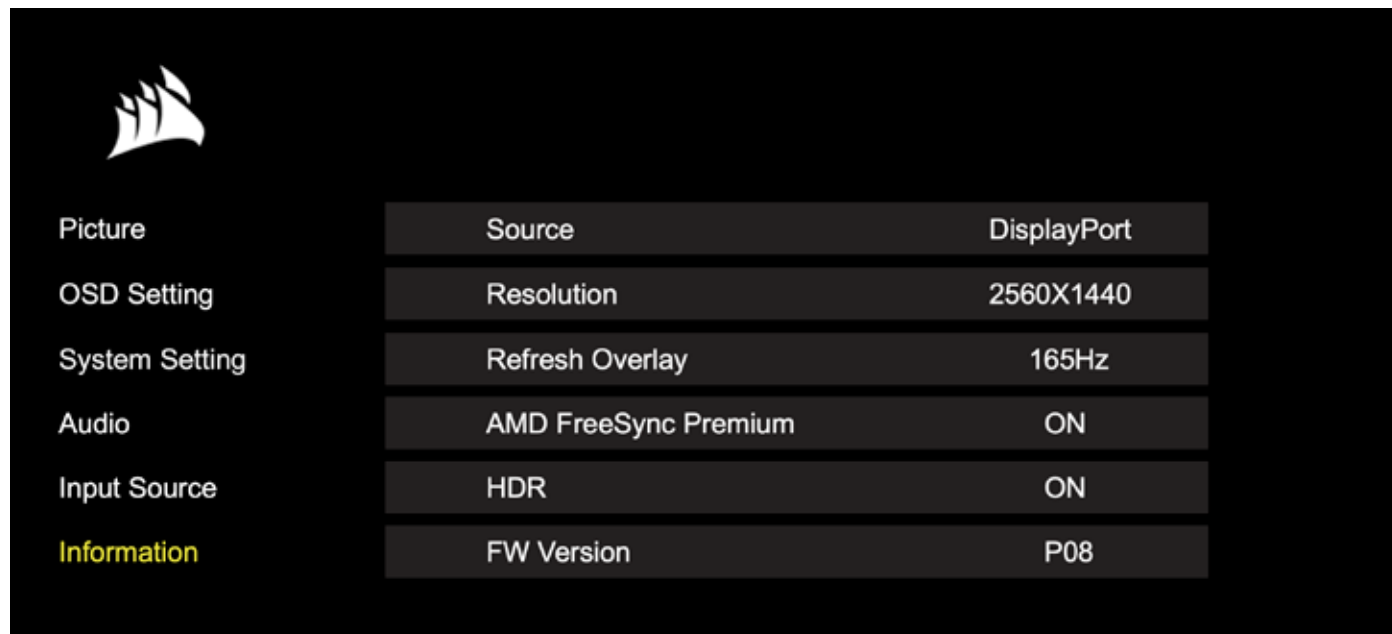 Picture Source DisplayPort
OSD Setting Resolution 2560X1440
System Setting Refresh Overlay 165Hz
Audio AMD FreeSync Premium ON
Input Source HDR ON
Information FW Version P08